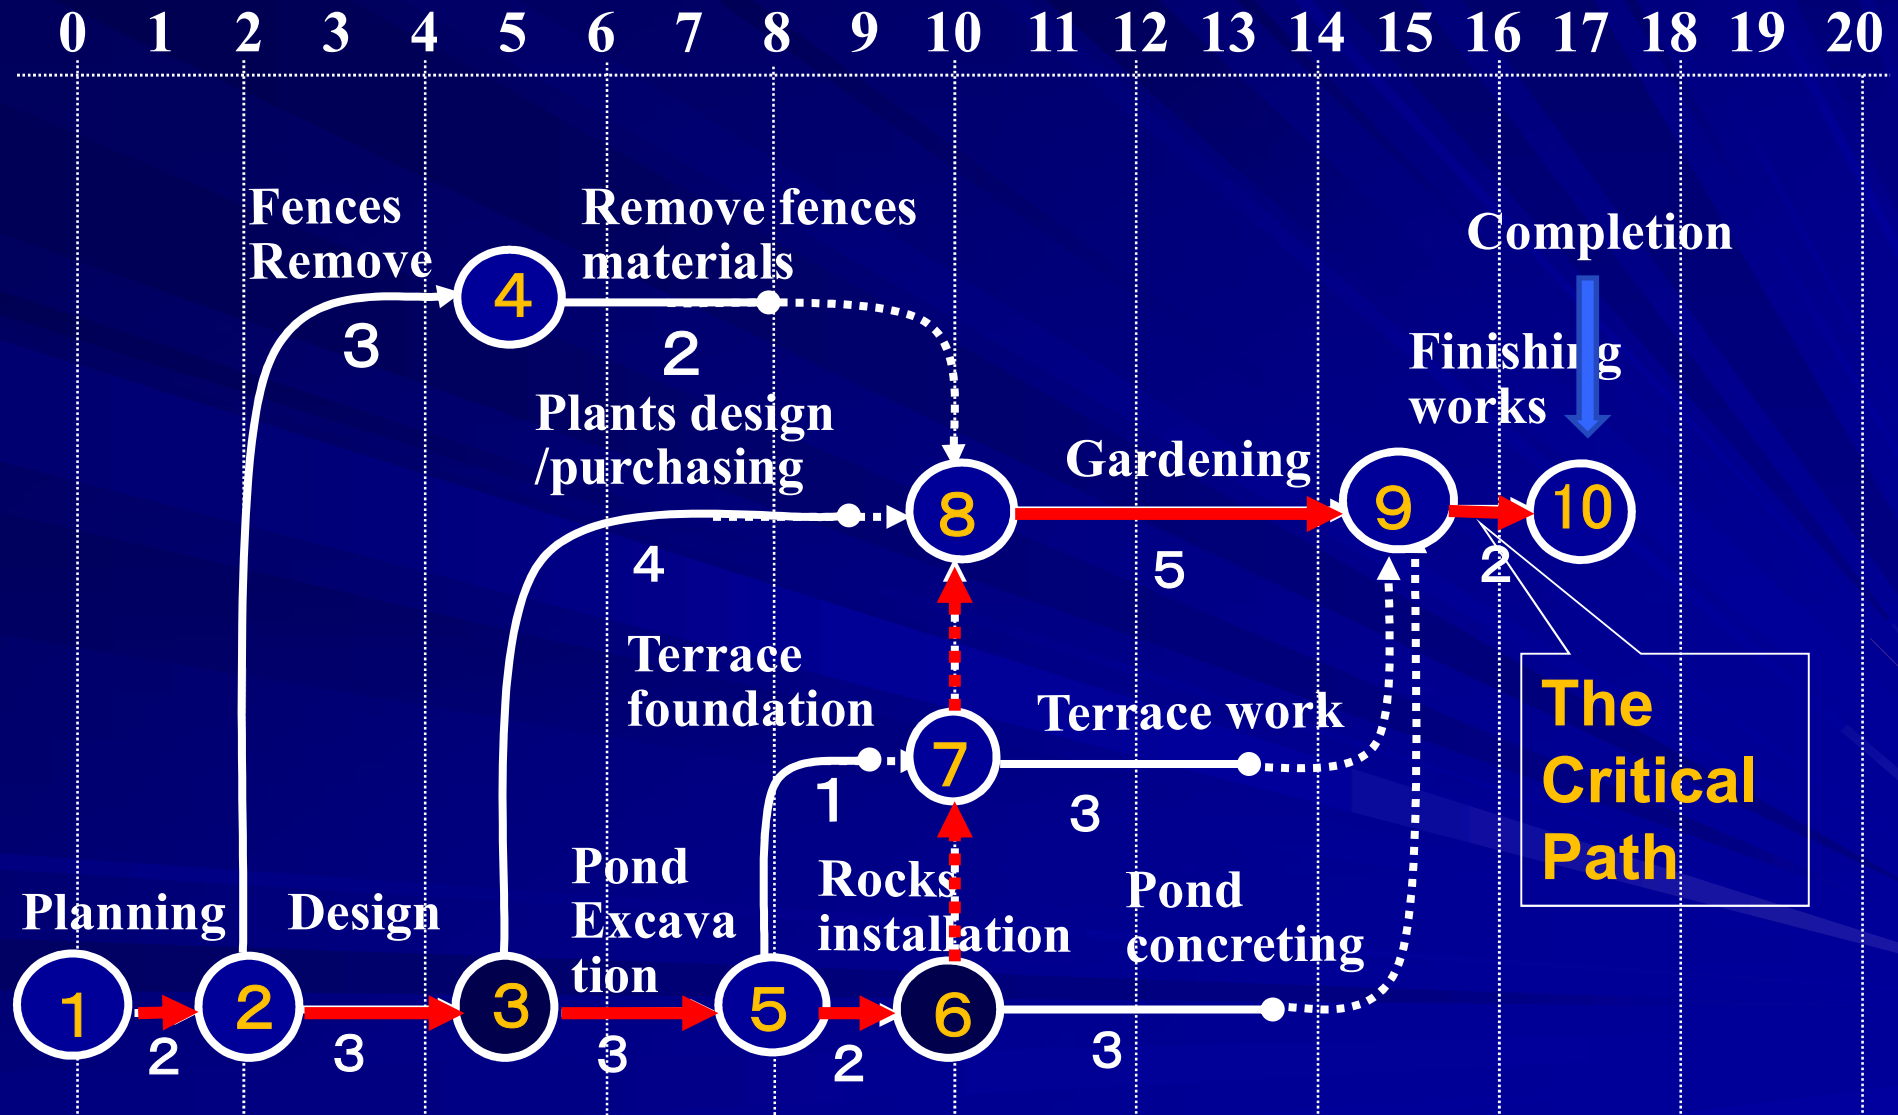 0 1 2 3 4 5 6 7 8 9 10 11 12 13 14 15 16 17 18 19 20
Fences
Remove
Remove fences
materials
Completion
4
3
2
Finishing
works
Plants design
/purchasing
Gardening
8
9
10
4
5
2
Terrace
foundation
The
Critical
Path
Terrace work
7
1
3
Planning
Design
Pond
Excava
tion
Rocks
installation
Pond
concreting
1
2
3
5
6
2
3
3
2
3